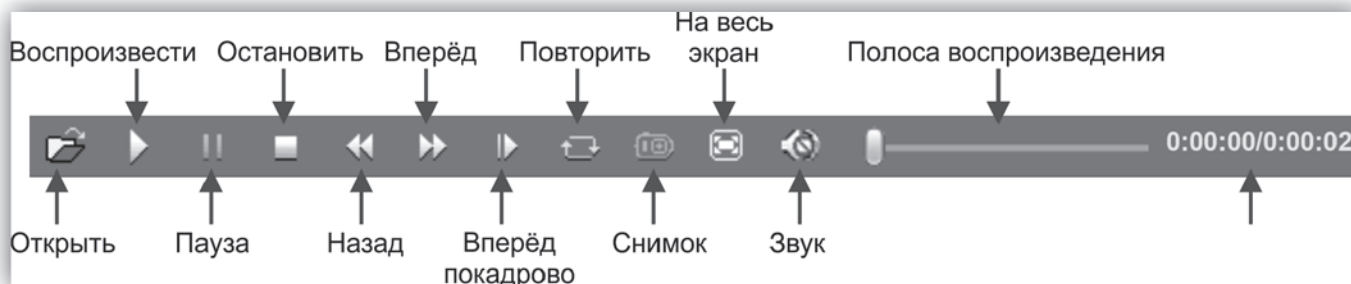 На весь
экран
Воспроизвести Остановить Вперёд Повторить Полоса воспроизведения
0:00:00/0:00:02
Открыть Пауза Назад Вперёд Снимок Звук
покадрово